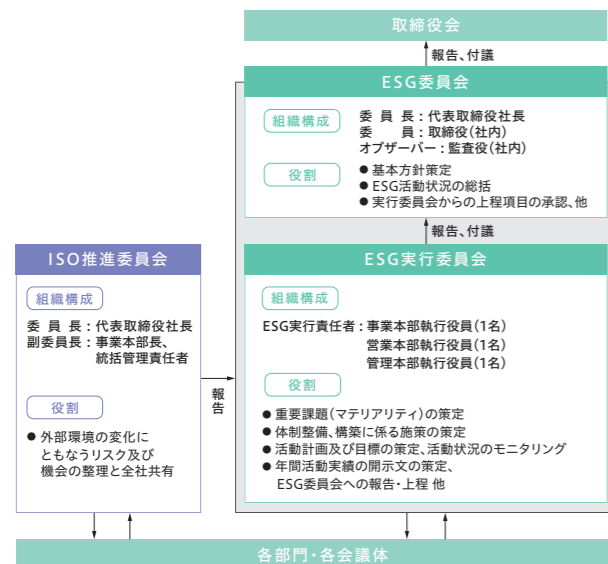 取締役会
報告、付議
ESG委員会
組織構成
委員長：代表取締役社長
委員：取締役(社内)
オブザーバー：監査役(社内)
役割
● 基本方針策定
● ESG活動状況の総括
● 実行委員会からの上程項目の承認、他
報告、付議
ISO推進委員会
組織構成
委員長：代表取締役社長
副委員長：事業本部長、
統括管理責任者
役割
● 外部環境の変化に
ともなうリスク及び
機会の整理と全社共有
報告
ESG実行委員会
組織構成
ESG実行責任者：事業本部執行役員(1名)
営業本部執行役員(1名)
管理本部執行役員(1名)
役割
● 重要課題(マテリアリティ)の策定
● 体制整備、構築に係る施策の策定
● 活動計画及び目標の策定、活動状況のモニタリング
● 年間活動実績の開示文の策定、
ESG委員会への報告・上程 他
各部門・各会議体